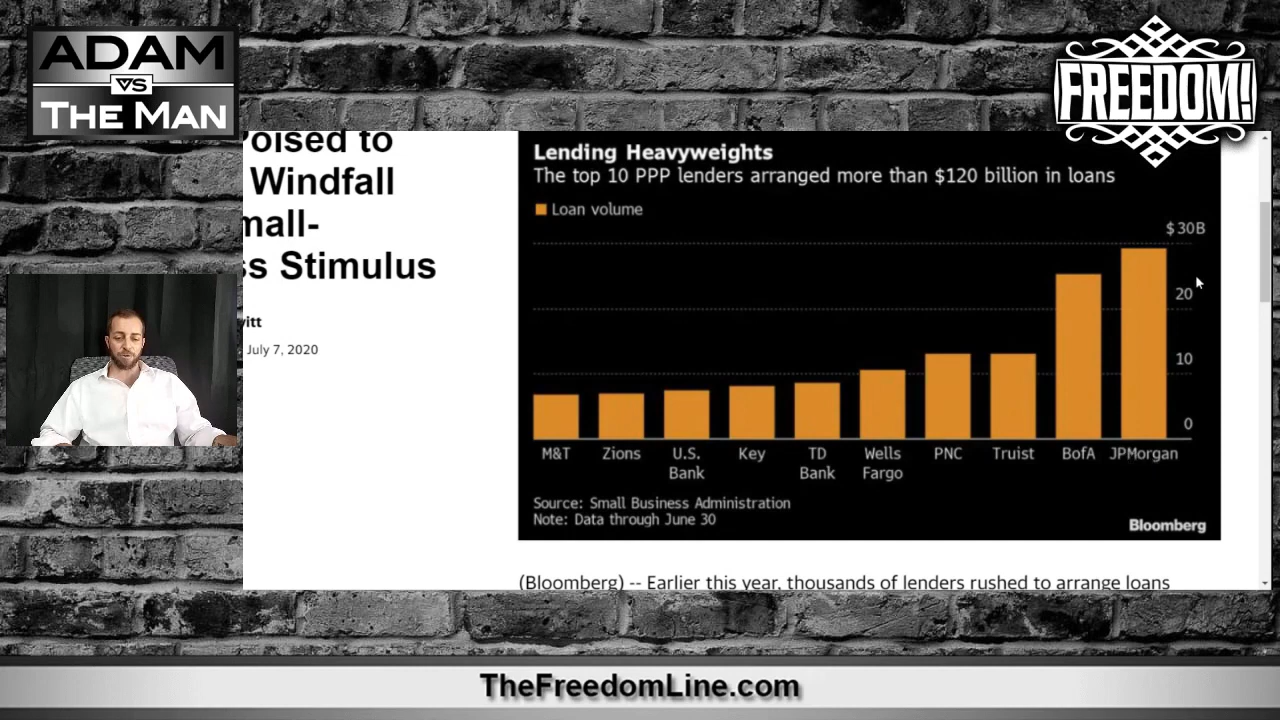 ADAM
VS
THE MAN
FREEDOM!
oised to
Windfall
mall-
ss Stimulus
vitt
July 7, 2020
Lending Heavyweights
The top 10 PPP lenders arranged more than $120 billion in loans
Loan volume
$30B
20
10
0
M&T
Zions
U.S.
Bank
Key
TD
Bank
Wells
Fargo
PNC
Truist
BofA
JPMorgan
Source: Small Business Administration
Note: Data through June 30
Bloomberg
(Bloomberg) -- Earlier this year, thousands of lenders rushed to arrange loans
TheFreedomLine.com